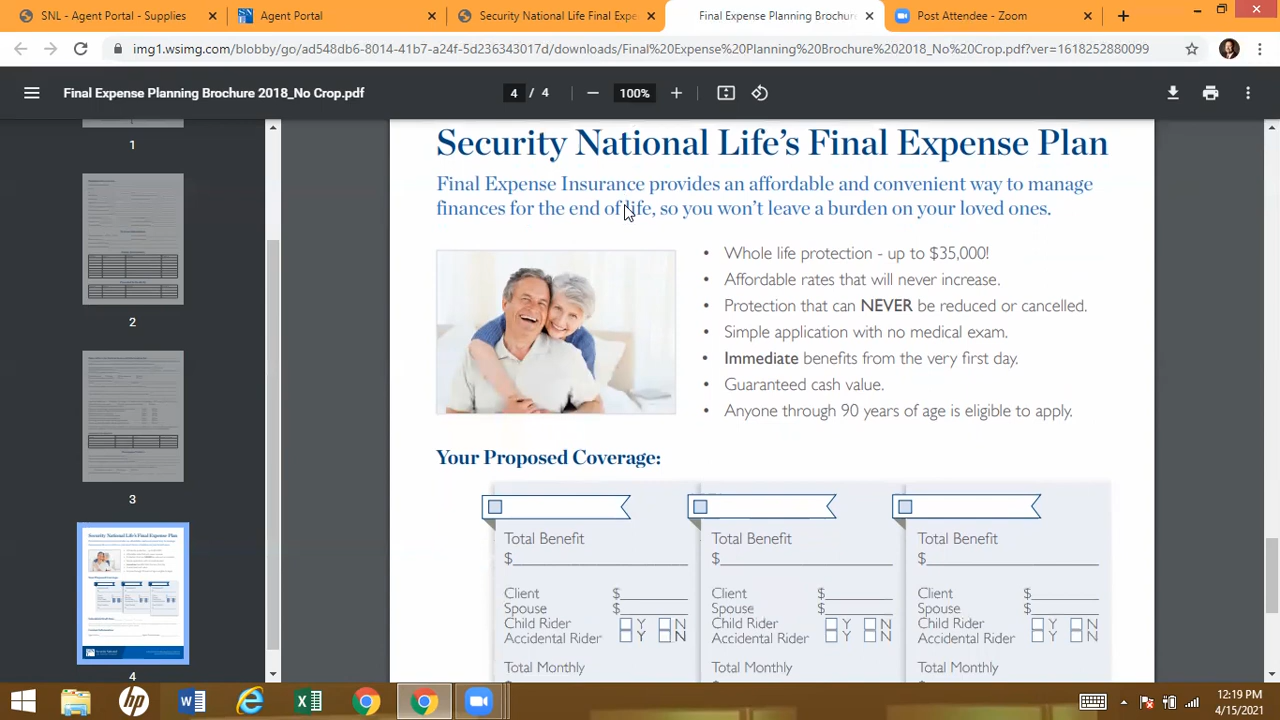 SNL - Agent Portal - Supplies
Agent Portal
Security National Life Final Expe
Final Expense Planning Brochure
Post Attendee - Zoom
img1.wsimg.com/blobby/go/ad548db6-8014-41b7-a24f-5d236343017d/downloads/Final%20Expense%20Planning%20Brochure%202018_No%20Crop.pdf?ver=1618252880099
Final Expense Planning Brochure 2018_No Crop.pdf
4 / 4
100%
1
2
3
4
Security National Life's Final Expense Plan
Final Expense Insurance provides an affordable and convenient way to manage
finances for the end of life, so you won't leave a burden on your loved ones.
• Whole life protection - up to $35,000!
• Affordable rates that will never increase.
• Protection that can NEVER be reduced or cancelled.
• Simple application with no medical exam.
• Immediate benefits from the very first day.
• Guaranteed cash value.
• Anyone through 90 years of age is eligible to apply.
Your Proposed Coverage:
Total Benefit
$
Client $
Spouse $
Child Rider Y N
Accidental Rider Y N
Total Monthly
Total Benefit
$
Client $
Spouse $
Child Rider Y N
Accidental Rider Y N
Total Monthly
Total Benefit
$
Client $
Spouse $
Child Rider Y N
Accidental Rider Y N
Total Monthly
12:19 PM
4/15/2021